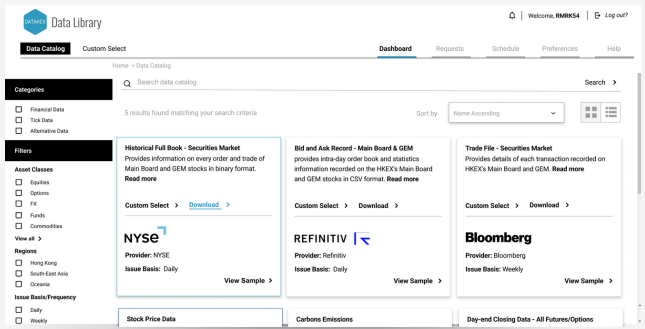 DATAHEX Data Library
Welcome, RMRK54 Log out?
Data Catalog Custom Select
Dashboard Requests Schedule Preferences Help
Home > Data Catalog
Search data catalog Search >
Categories
Financial Data
Tick Data
Alternative Data
Filters
Asset Classes
Equities
Options
FX
Funds
Commodities
View all >
Regions
Hong Kong
South-East Asia
Oceania
Issue Basis/Frequency
Daily
Weekly
5 results found matching your search criteria
Sort by Name Ascending
Historical Full Book - Securities Market
Provides information on every order and trade of
Main Board and GEM stocks in binary format.
Read more
Custom Select > Download >
NYSE
Provider: NYSE
Issue Basis: Daily
View Sample >
Bid and Ask Record - Main Board & GEM
provides intra-day order book and statistics
information recorded on the HKEX's Main Board
and GEM stocks in CSV format. Read more
Custom Select > Download >
REFINITIV
Provider: Refinitiv
Issue Basis: Daily
View Sample >
Trade File - Securities Market
Provides details of each transaction recorded on
HKEX's Main Board and GEM. Read more
Custom Select > Download >
Bloomberg
Provider: Bloomberg
Issue Basis: Weekly
View Sample >
Stock Price Data
Carbons Emissions
Day-end Closing Data - All Futures/Options